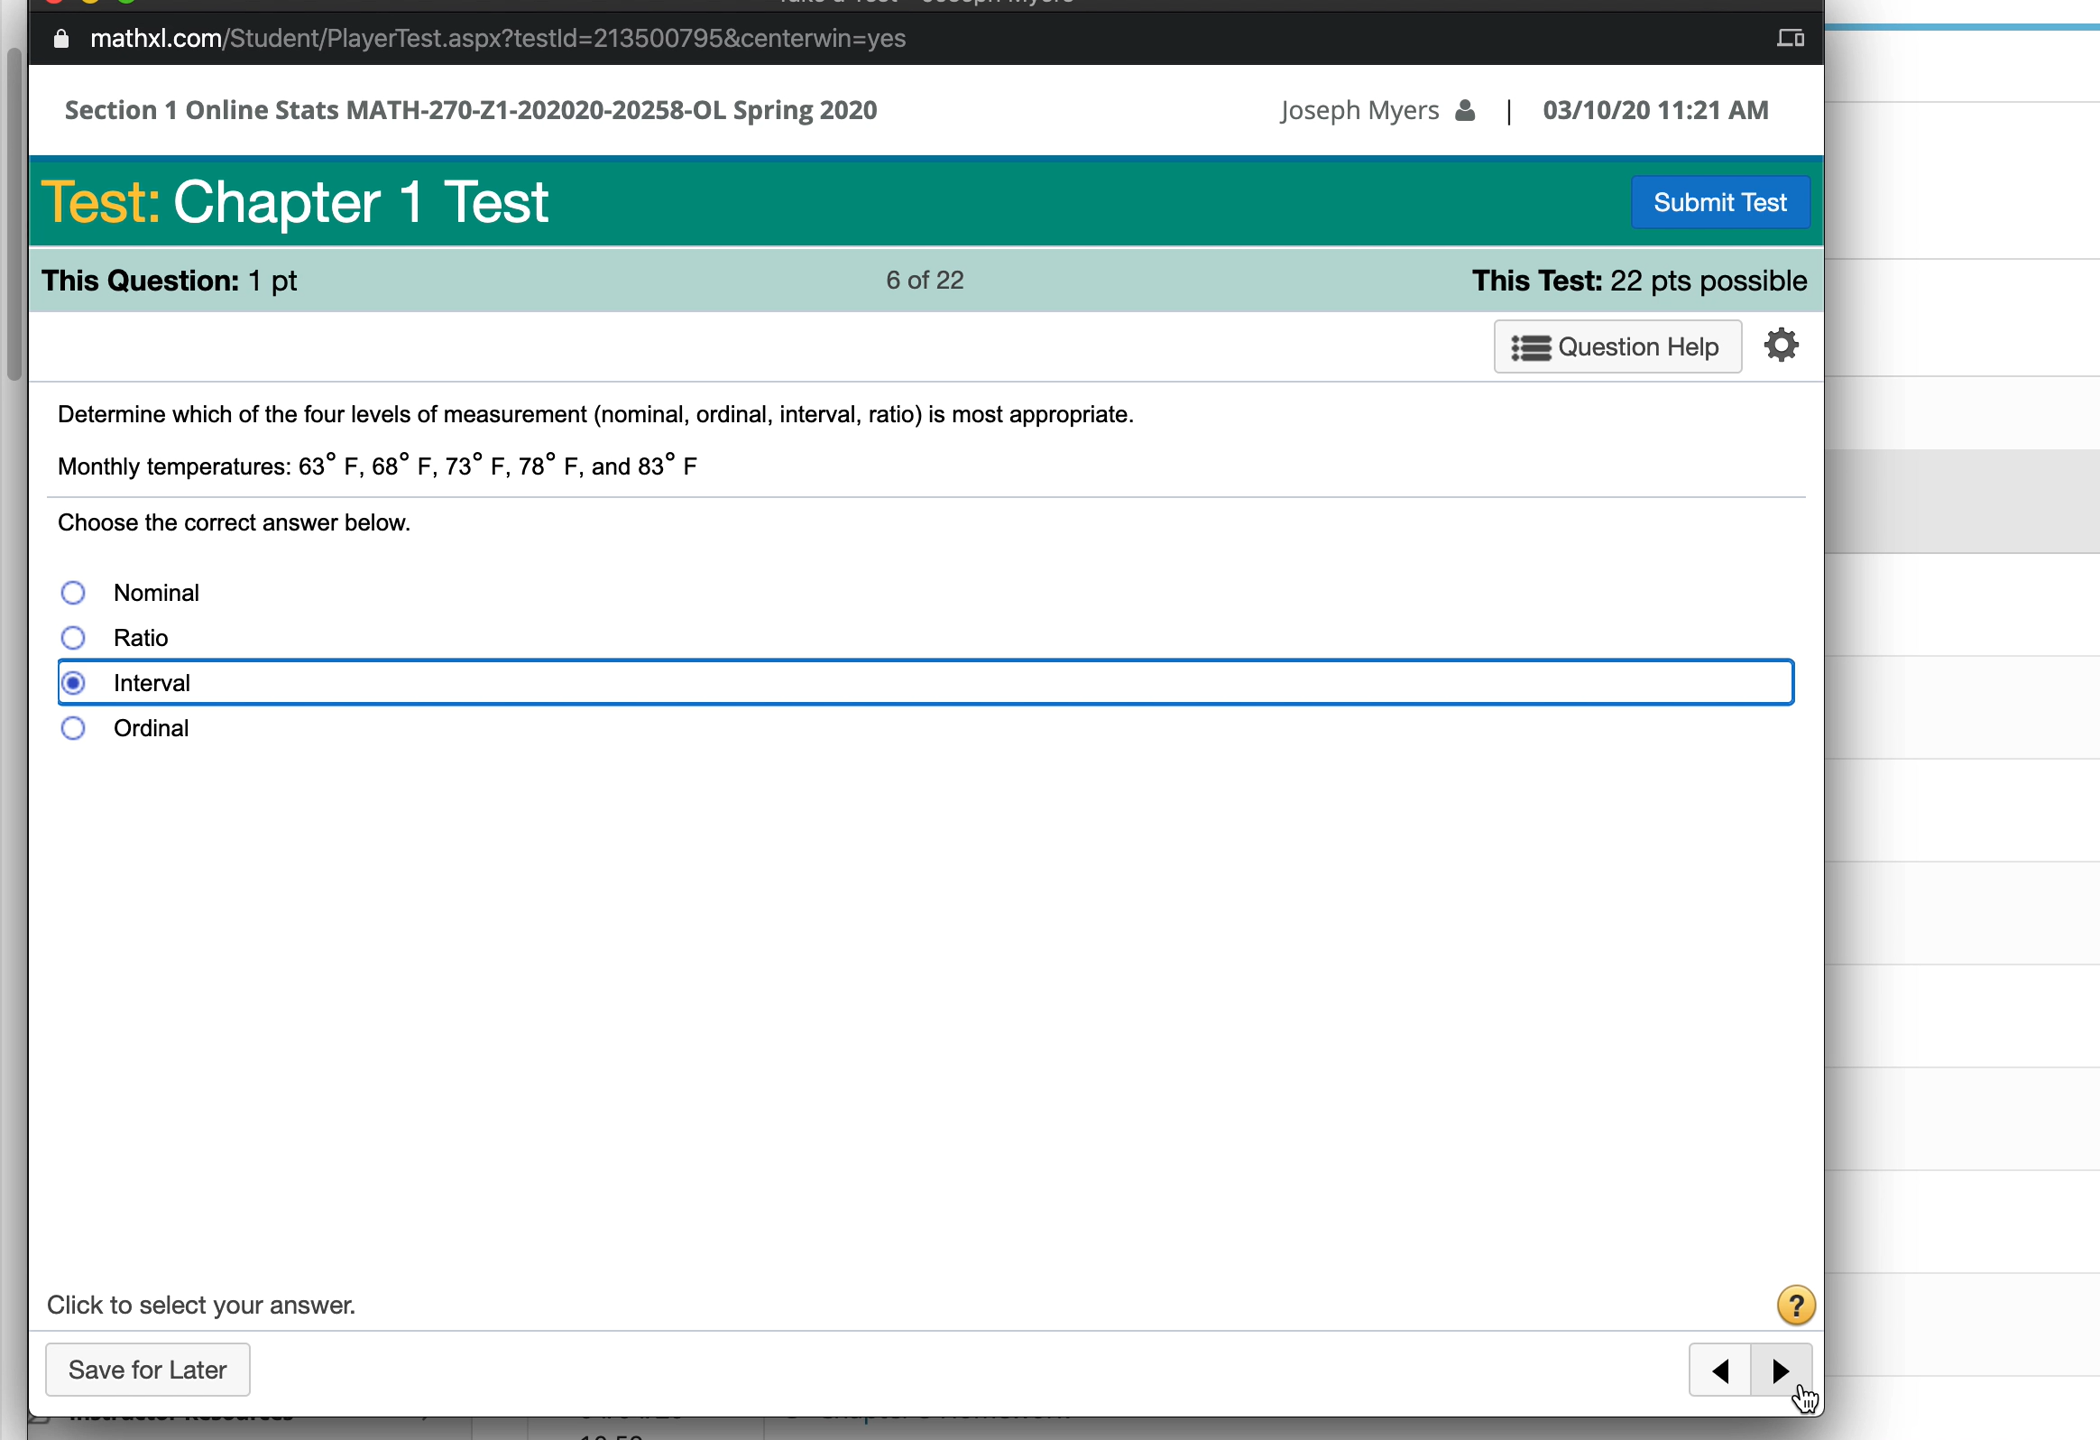 mathxl.com/Student/PlayerTest.aspx?testId=213500795&centerwin=yes
Section 1 Online Stats MATH-270-Z1-202020-20258-OL Spring 2020
Joseph Myers | 03/10/20 11:21 AM
Test: Chapter 1 Test
Submit Test
This Question: 1 pt
6 of 22
This Test: 22 pts possible
Question Help
Determine which of the four levels of measurement (nominal, ordinal, interval, ratio) is most appropriate.
Monthly temperatures: 63° F, 68° F, 73° F, 78° F, and 83° F
Choose the correct answer below.
Nominal
Ratio
Interval
Ordinal
Click to select your answer.
?
Save for Later